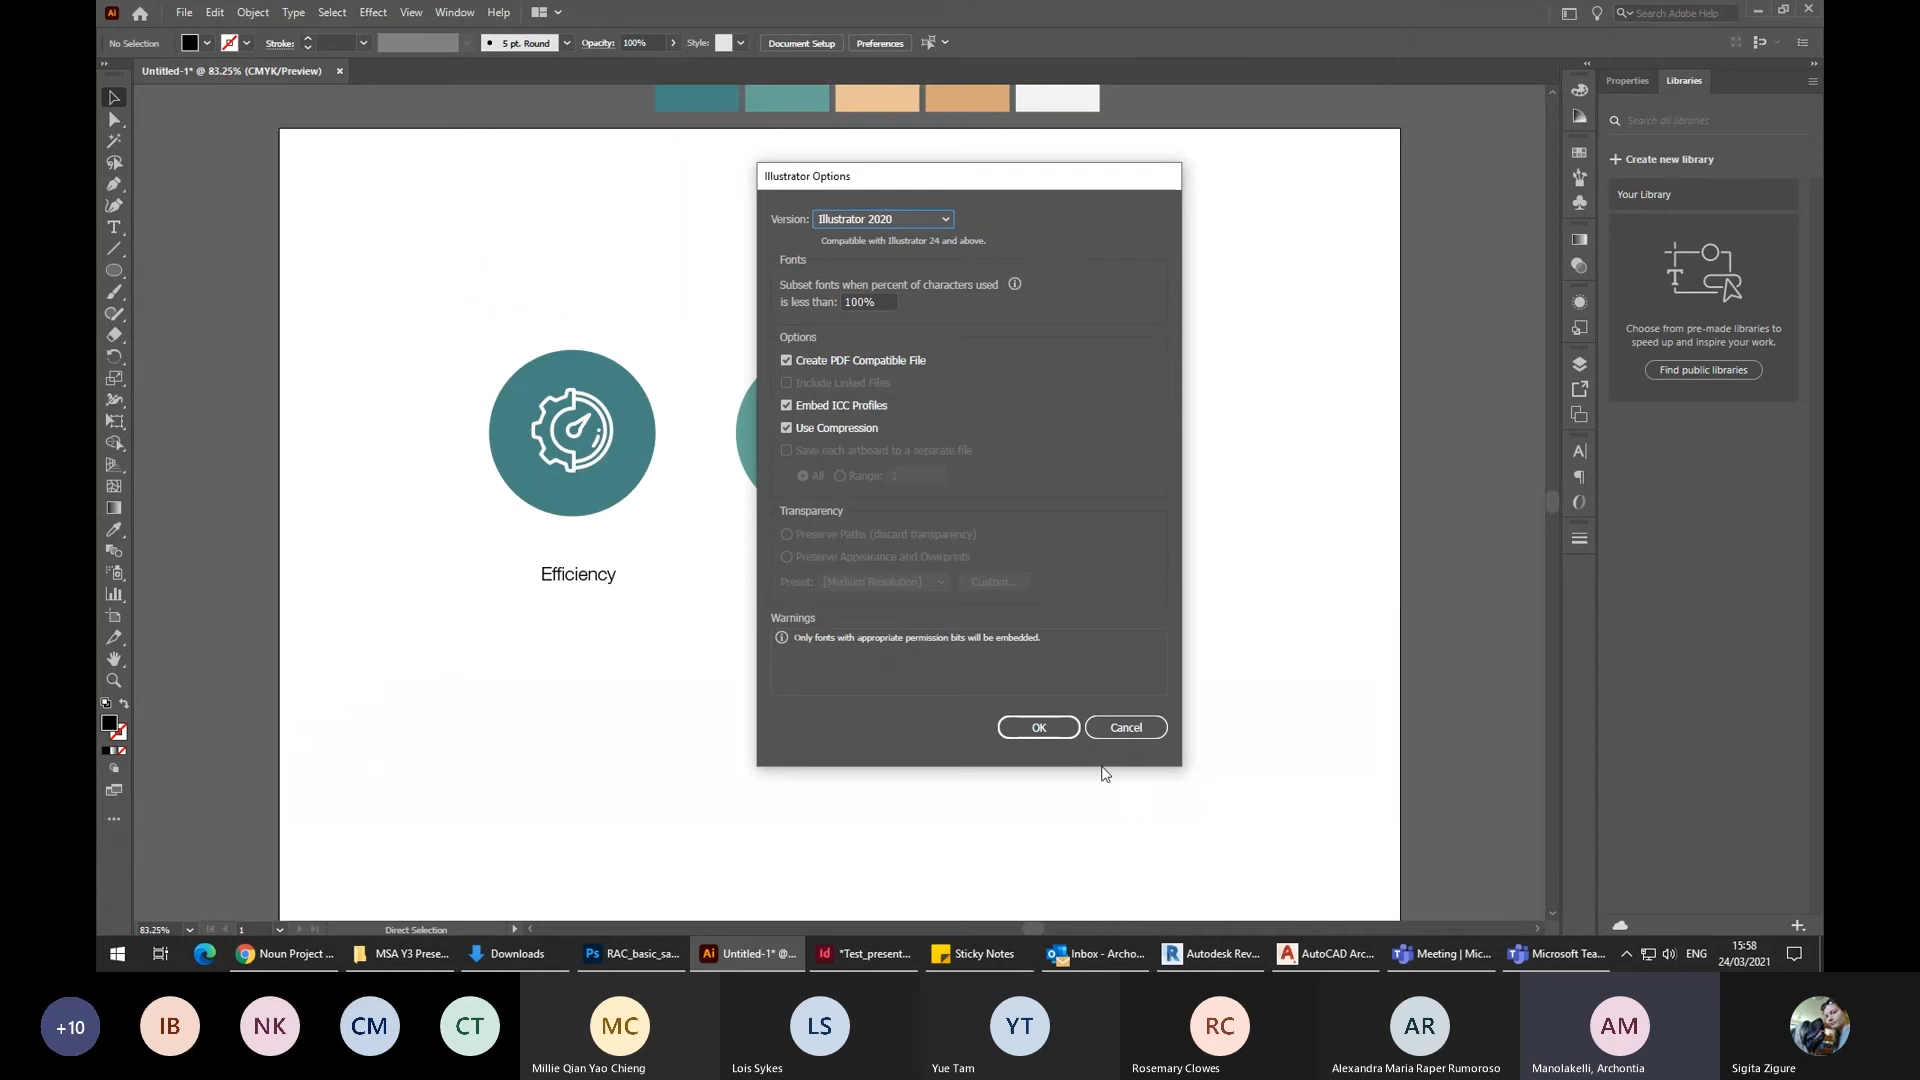 Ai File Edit Object Type Select Effect View Window Help Search Adobe Help
No Selection Stroke: 5 pt. Round Opacity: 100% Style: Document Setup Preferences
Untitled-1* @ 83.25% (CMYK/Preview) ×
Properties Libraries
Search all libraries
Create new library
Your Library
Choose from pre-made libraries to
speed up and inspire your work.
Find public libraries
Illustrator Options
Version: Illustrator 2020
Compatible with Illustrator 24 and above.
Fonts
Subset fonts when percent of characters used
is less than: 100%
Options
Create PDF Compatible File
Include Linked Files
Embed ICC Profiles
Use Compression
Save each artboard to a separate file
All Range: 1
Transparency
Preserve Paths (discard transparency)
Preserve Appearance and Overprints
Preset: [Medium Resolution] Custom...
Warnings
Only fonts with appropriate permission bits will be embedded.
OK Cancel
Efficiency
83.25% 1 Direct Selection
Noun Project ... MSA Y3 Prese... Downloads Ps RAC_basic_sa... Ai Untitled-1* @... Id *Test_present... Sticky Notes Inbox - Archo... R Autodesk Rev... A AutoCAD Arc... Meeting | Mic... Microsoft Tea... ENG 15:58
24/03/2021
+10 IB NK CM CT MC LS YT RC AR AM
Millie Qian Yao Chieng Lois Sykes Yue Tam Rosemary Clowes Alexandra Maria Raper Rumoroso Manolakelli, Archontia Sigita Zigure